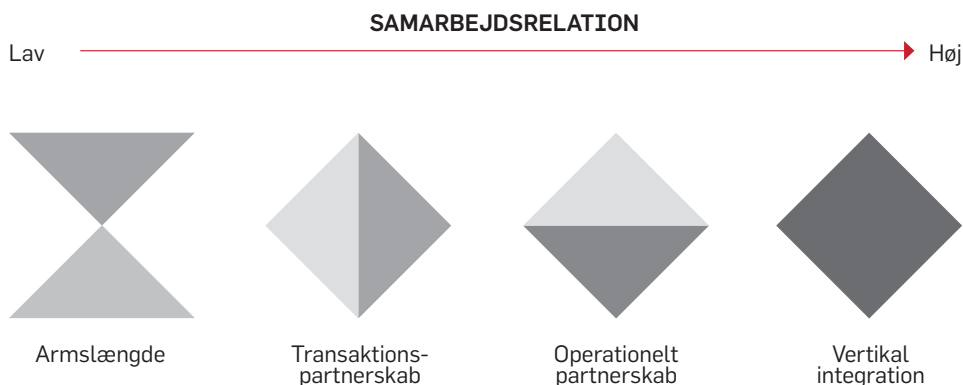 SAMARBEJDSRELATION
Lav
Høj
Armslængde
Transaktions-
partnerskab
Operationelt
partnerskab
Vertikal
integration